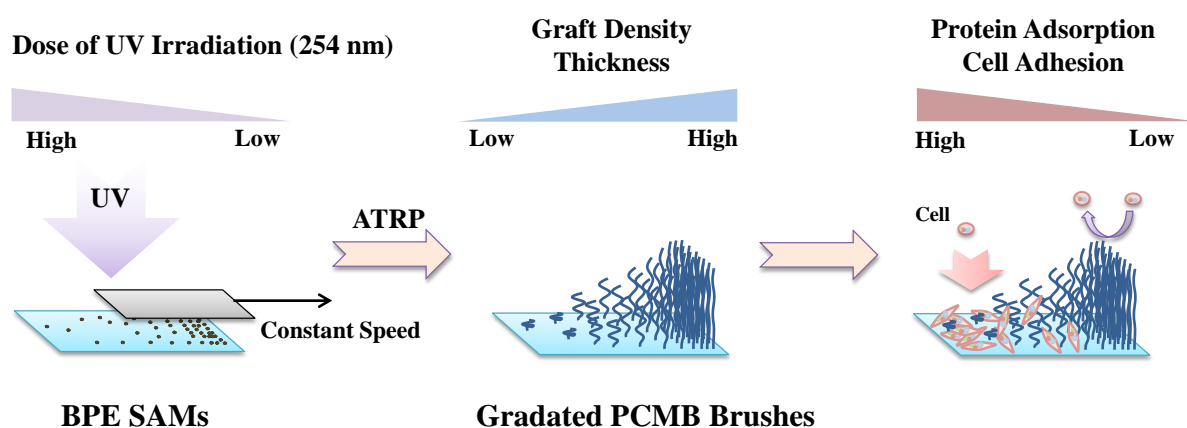 Dose of UV Irradiation (254 nm)
High
Low
UV
Constant Speed
BPE SAMs
ATRP
Graft Density
Thickness
Low
High
Gradated PCMB Brushes
Protein Adsorption
Cell Adhesion
High
Low
Cell